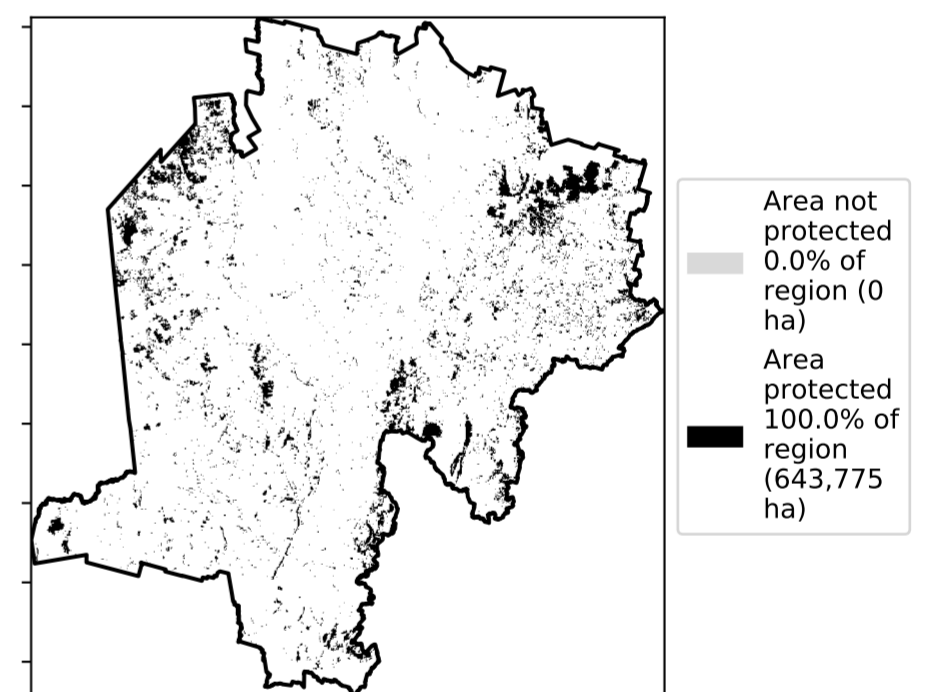 Area not
protected
0.0% of
region (0
ha)
Area
protected
100.0% of
region
(643,775
ha)